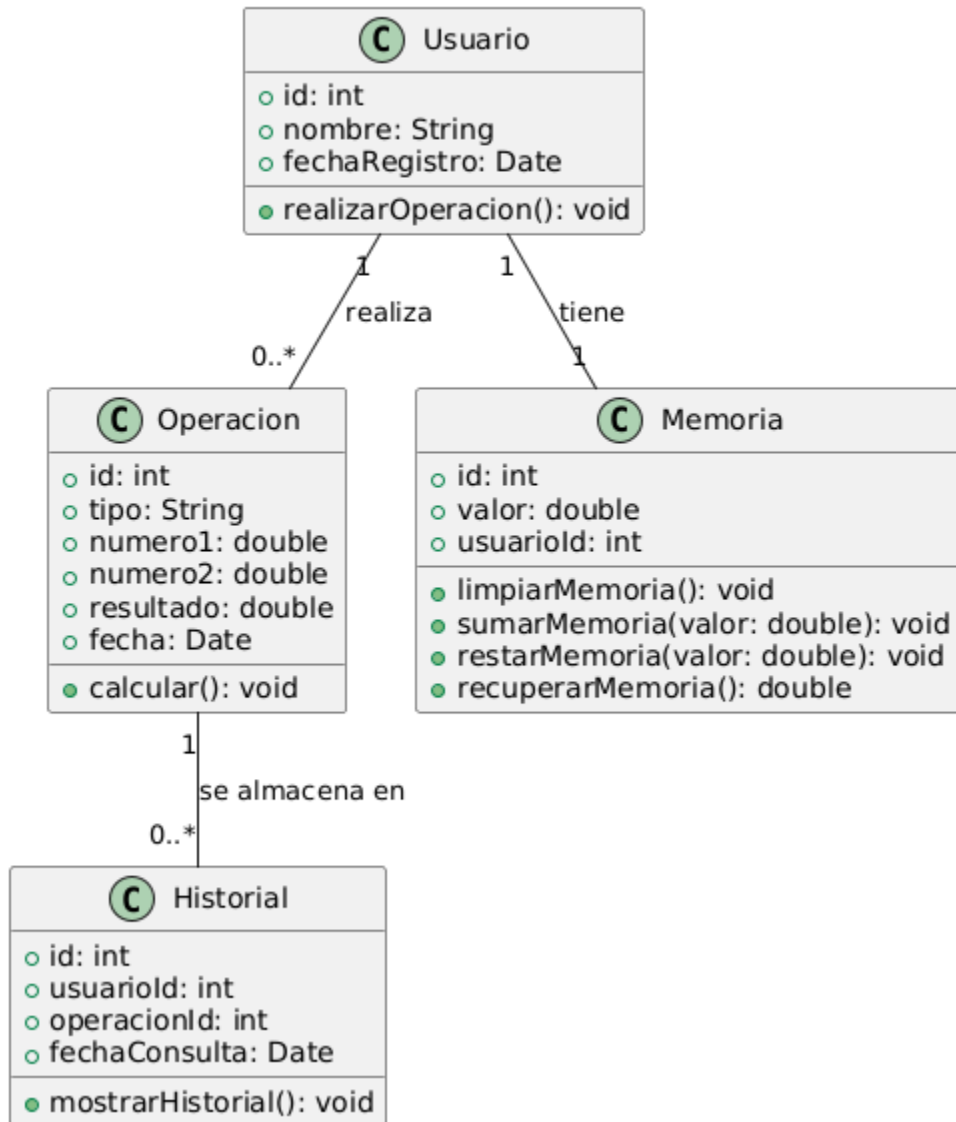 C Usuario
id: int
nombre: String
fechaRegistro: Date
realizarOperacion(): void
1
1
realiza
tiene
0..*
1
C Operacion
id: int
tipo: String
numero1: double
numero2: double
resultado: double
fecha: Date
calcular(): void
C Memoria
id: int
valor: double
usuarioId: int
limpiarMemoria(): void
sumarMemoria(valor: double): void
restarMemoria(valor: double): void
recuperarMemoria(): double
1
se almacena en
0..*
C Historial
id: int
usuarioId: int
operacionId: int
fechaConsulta: Date
mostrarHistorial(): void